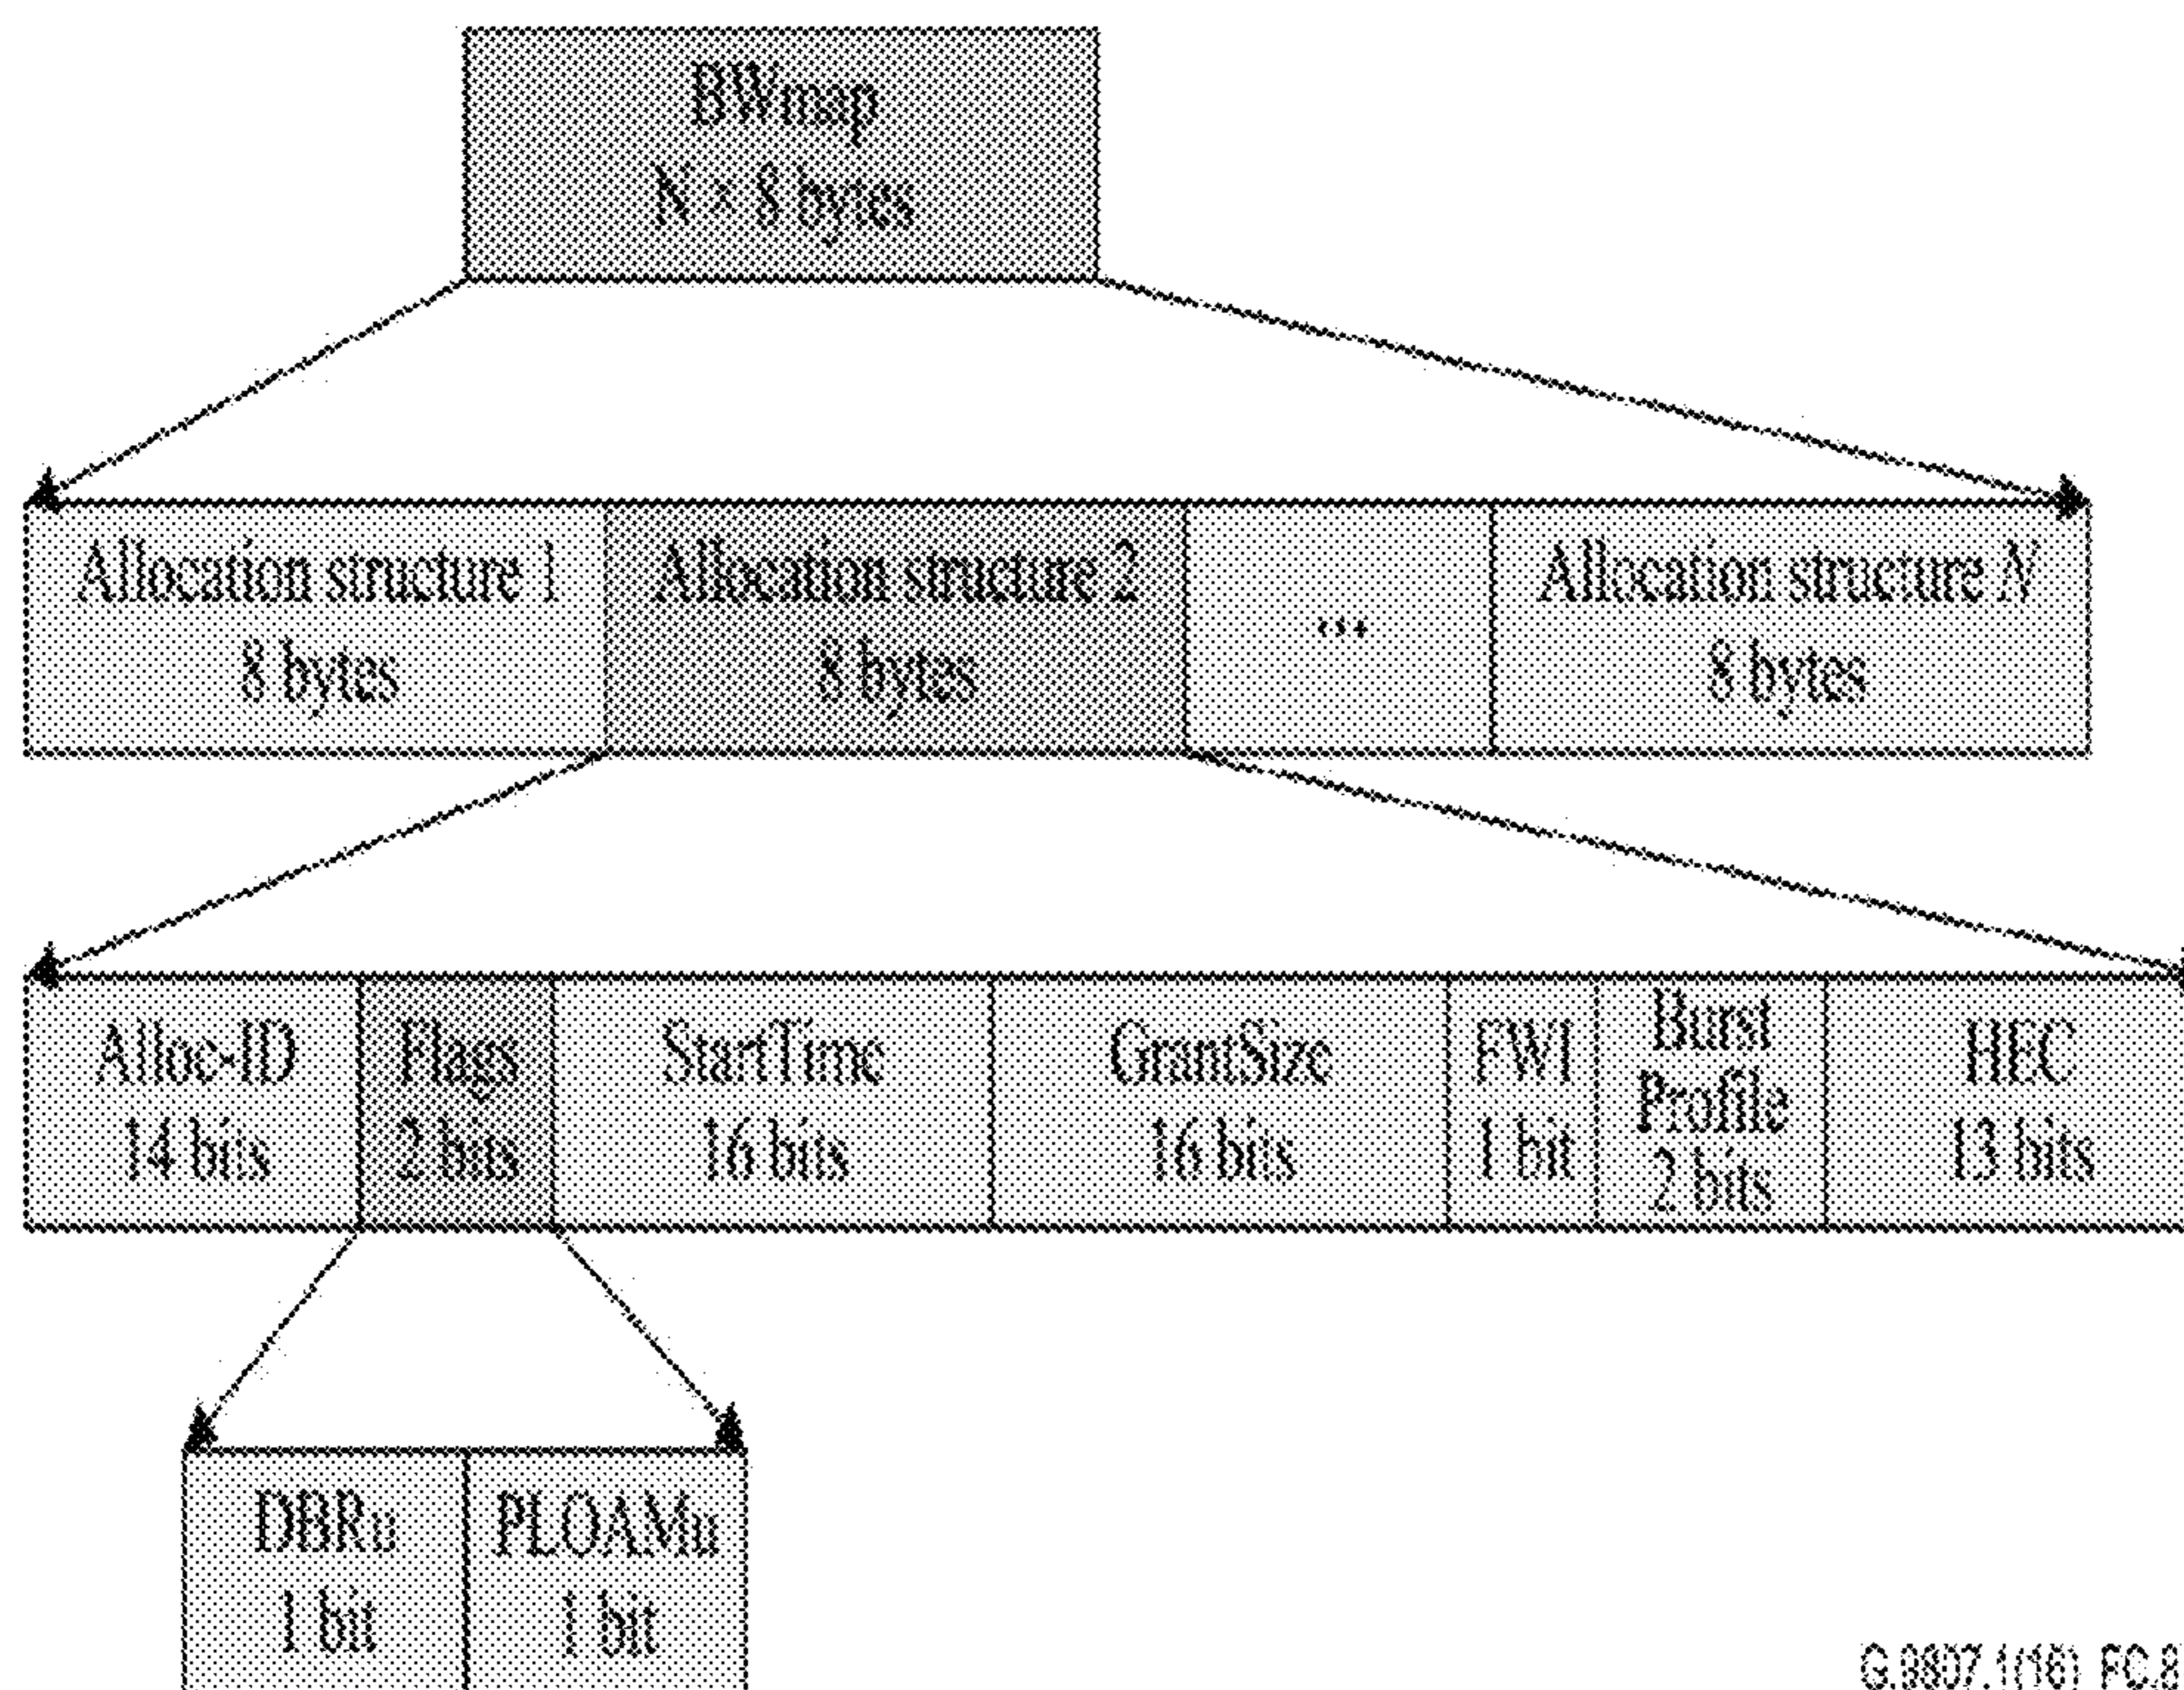 BWmap
N × 8 bytes
Allocation structure 1
8 bytes
Allocation structure 2
8 bytes
...
Allocation structure N
8 bytes
Alloc-ID
14 bits
Flags
2 bits
StartTime
16 bits
GrantSize
16 bits
FWI
1 bit
Burst
Profile
2 bits
HEC
13 bits
DBRu
1 bit
PLOAMu
1 bit
G.9807.1(16)_FC.8